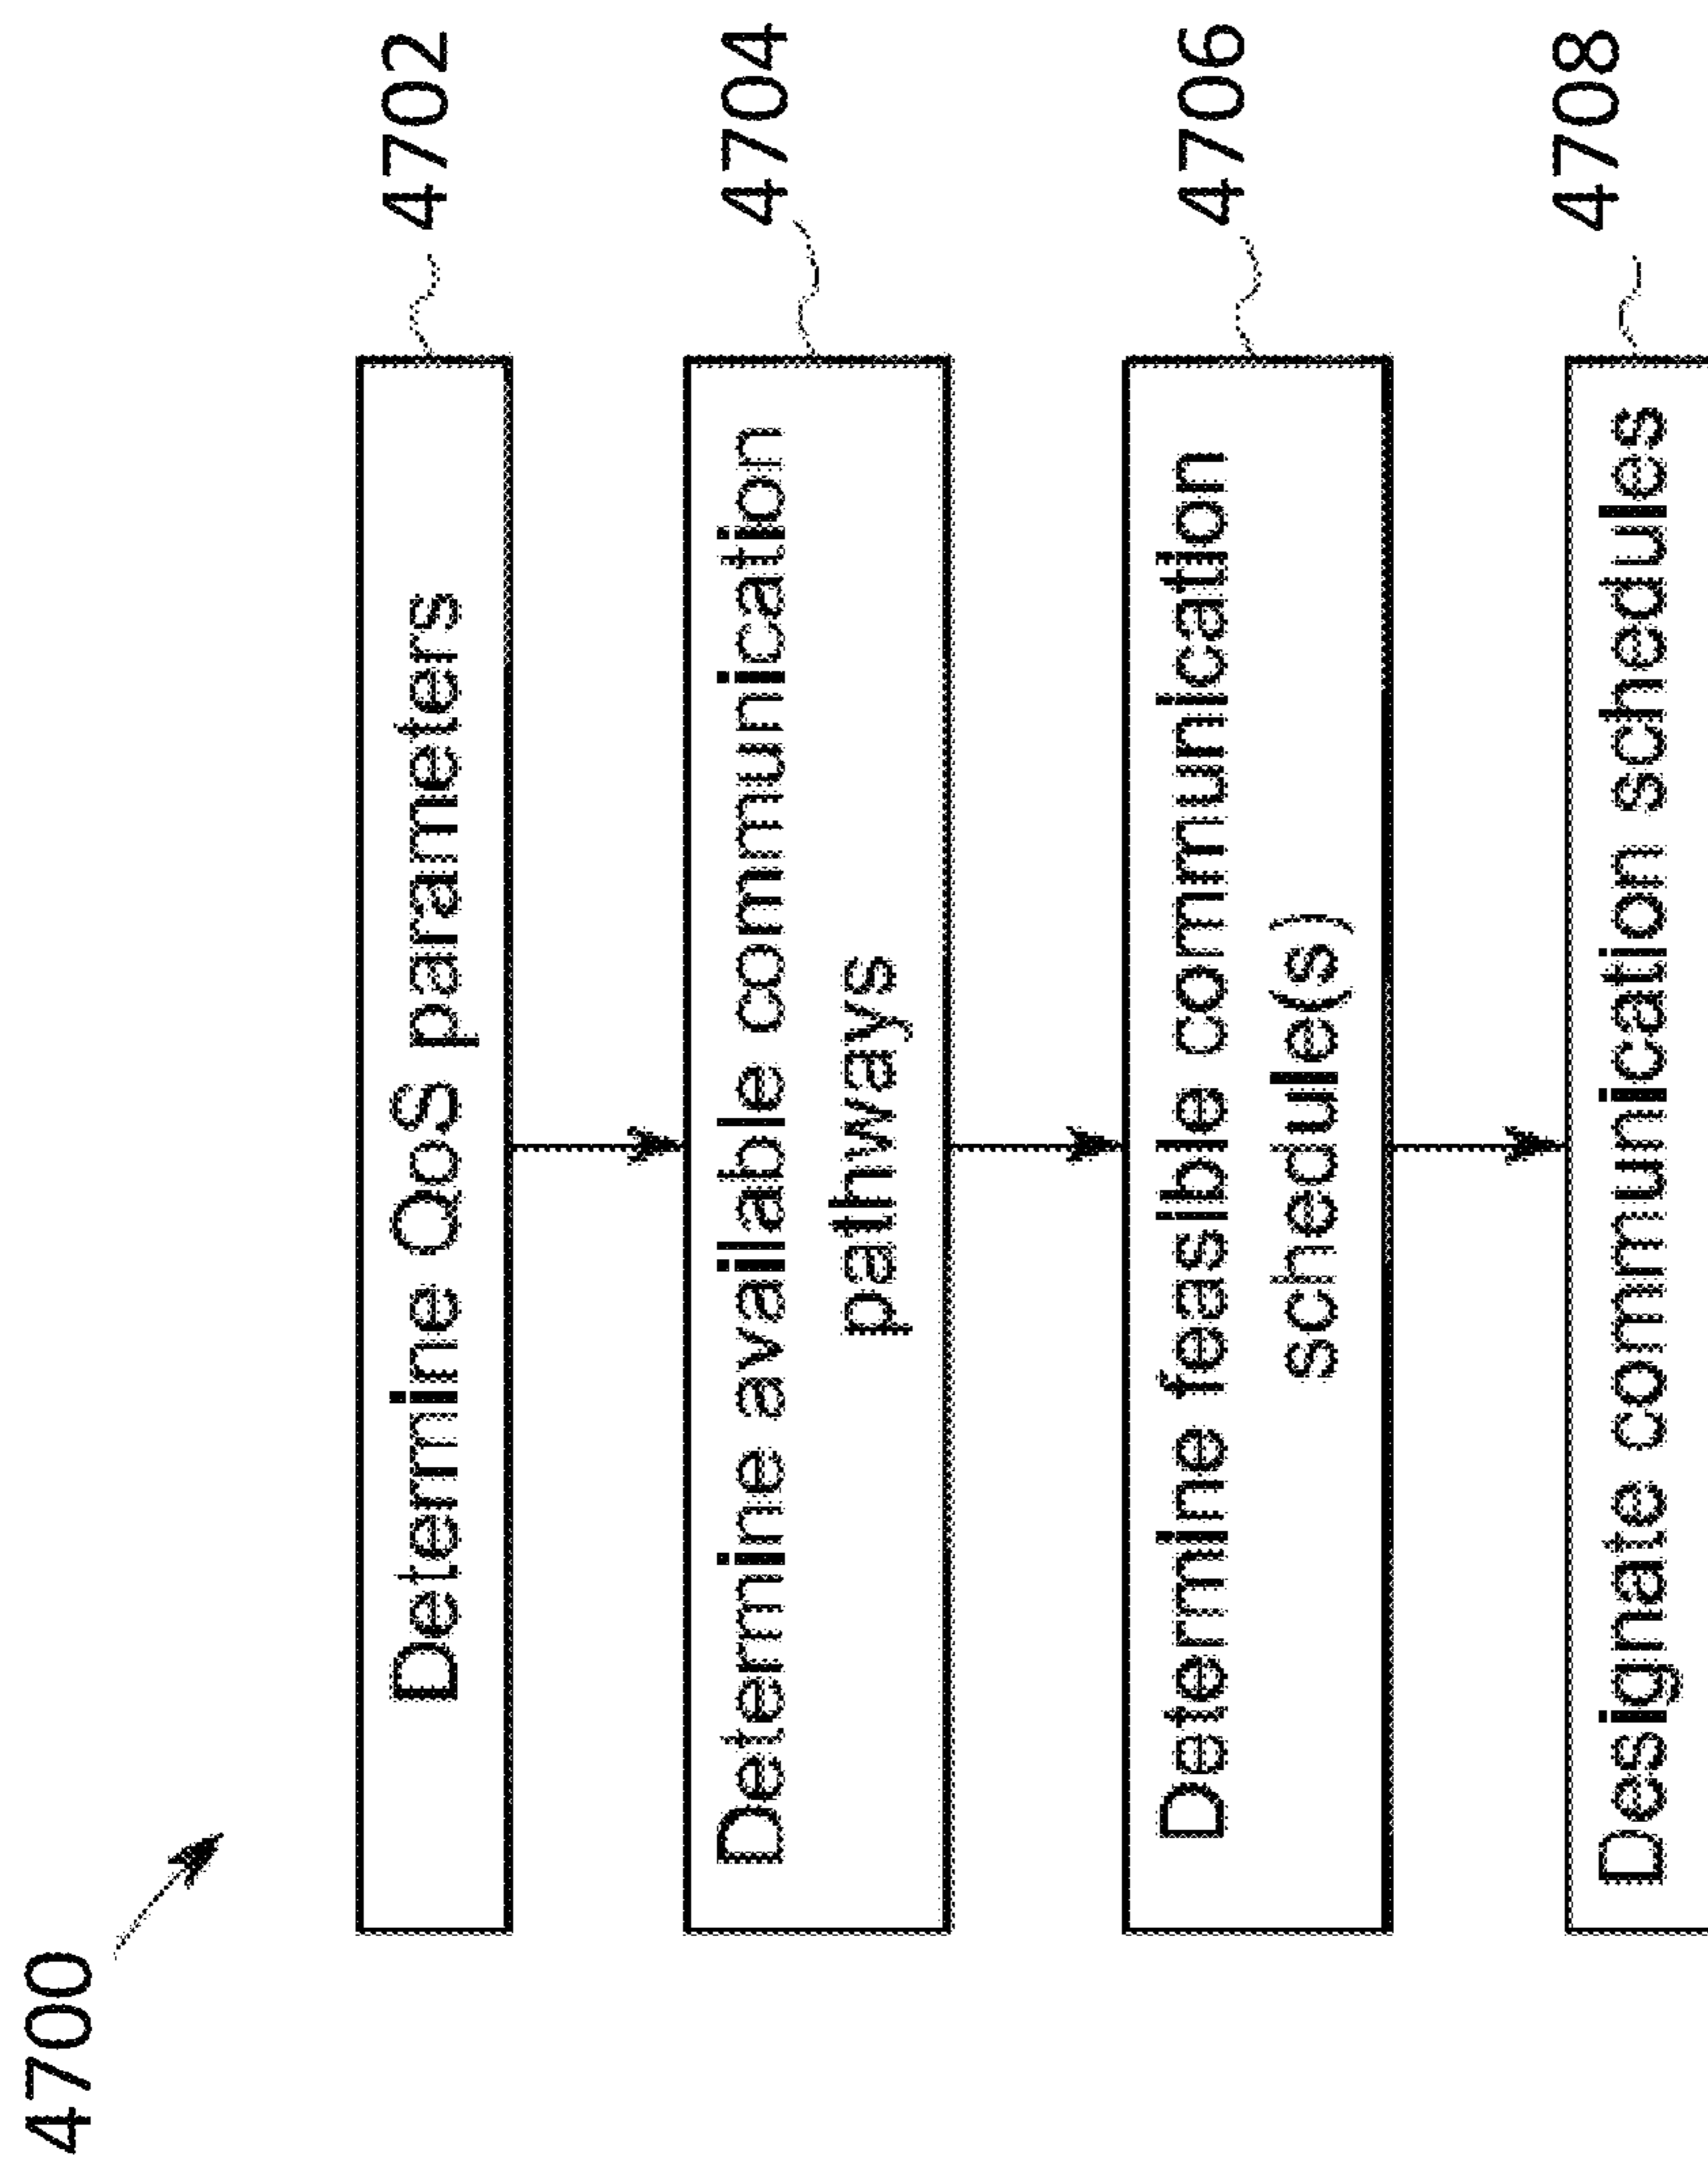 4700
Determine QoS parameters
4702
Determine available communication
pathways
4704
Determine feasible communication
schedule(s)
4706
Designate communication schedules
4708